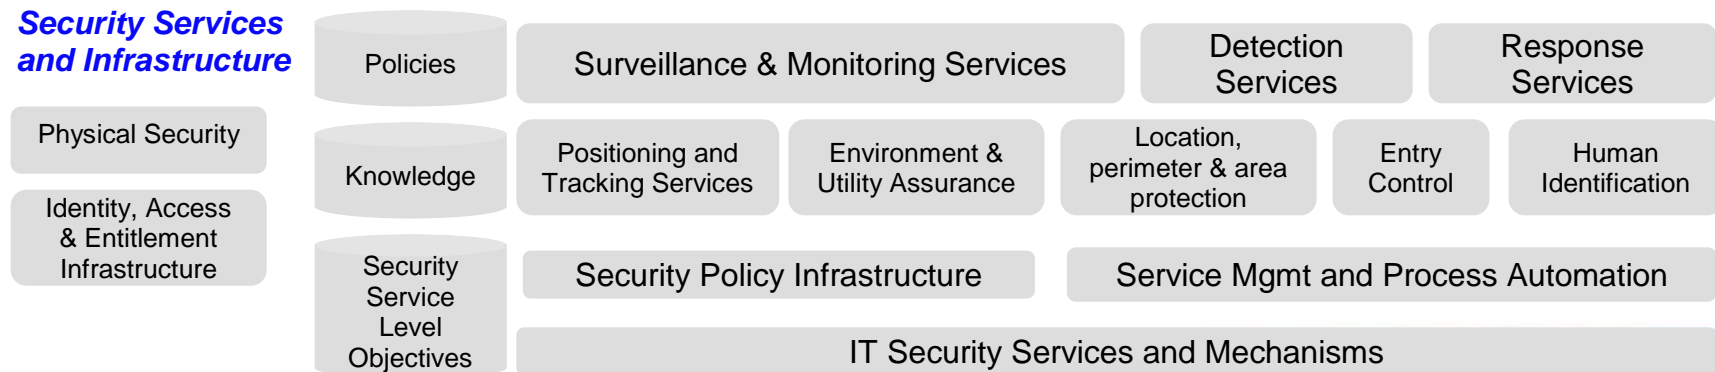 Security Services
and Infrastructure
Physical Security
Identity, Access
& Entitlement
Infrastructure
Policies
Surveillance & Monitoring Services
Detection
Services
Response
Services
Knowledge
Positioning and
Tracking Services
Environment &
Utility Assurance
Location,
perimeter & area
protection
Entry
Control
Human
Identification
Security
Service
Level
Objectives
Security Policy Infrastructure
Service Mgmt and Process Automation
IT Security Services and Mechanisms